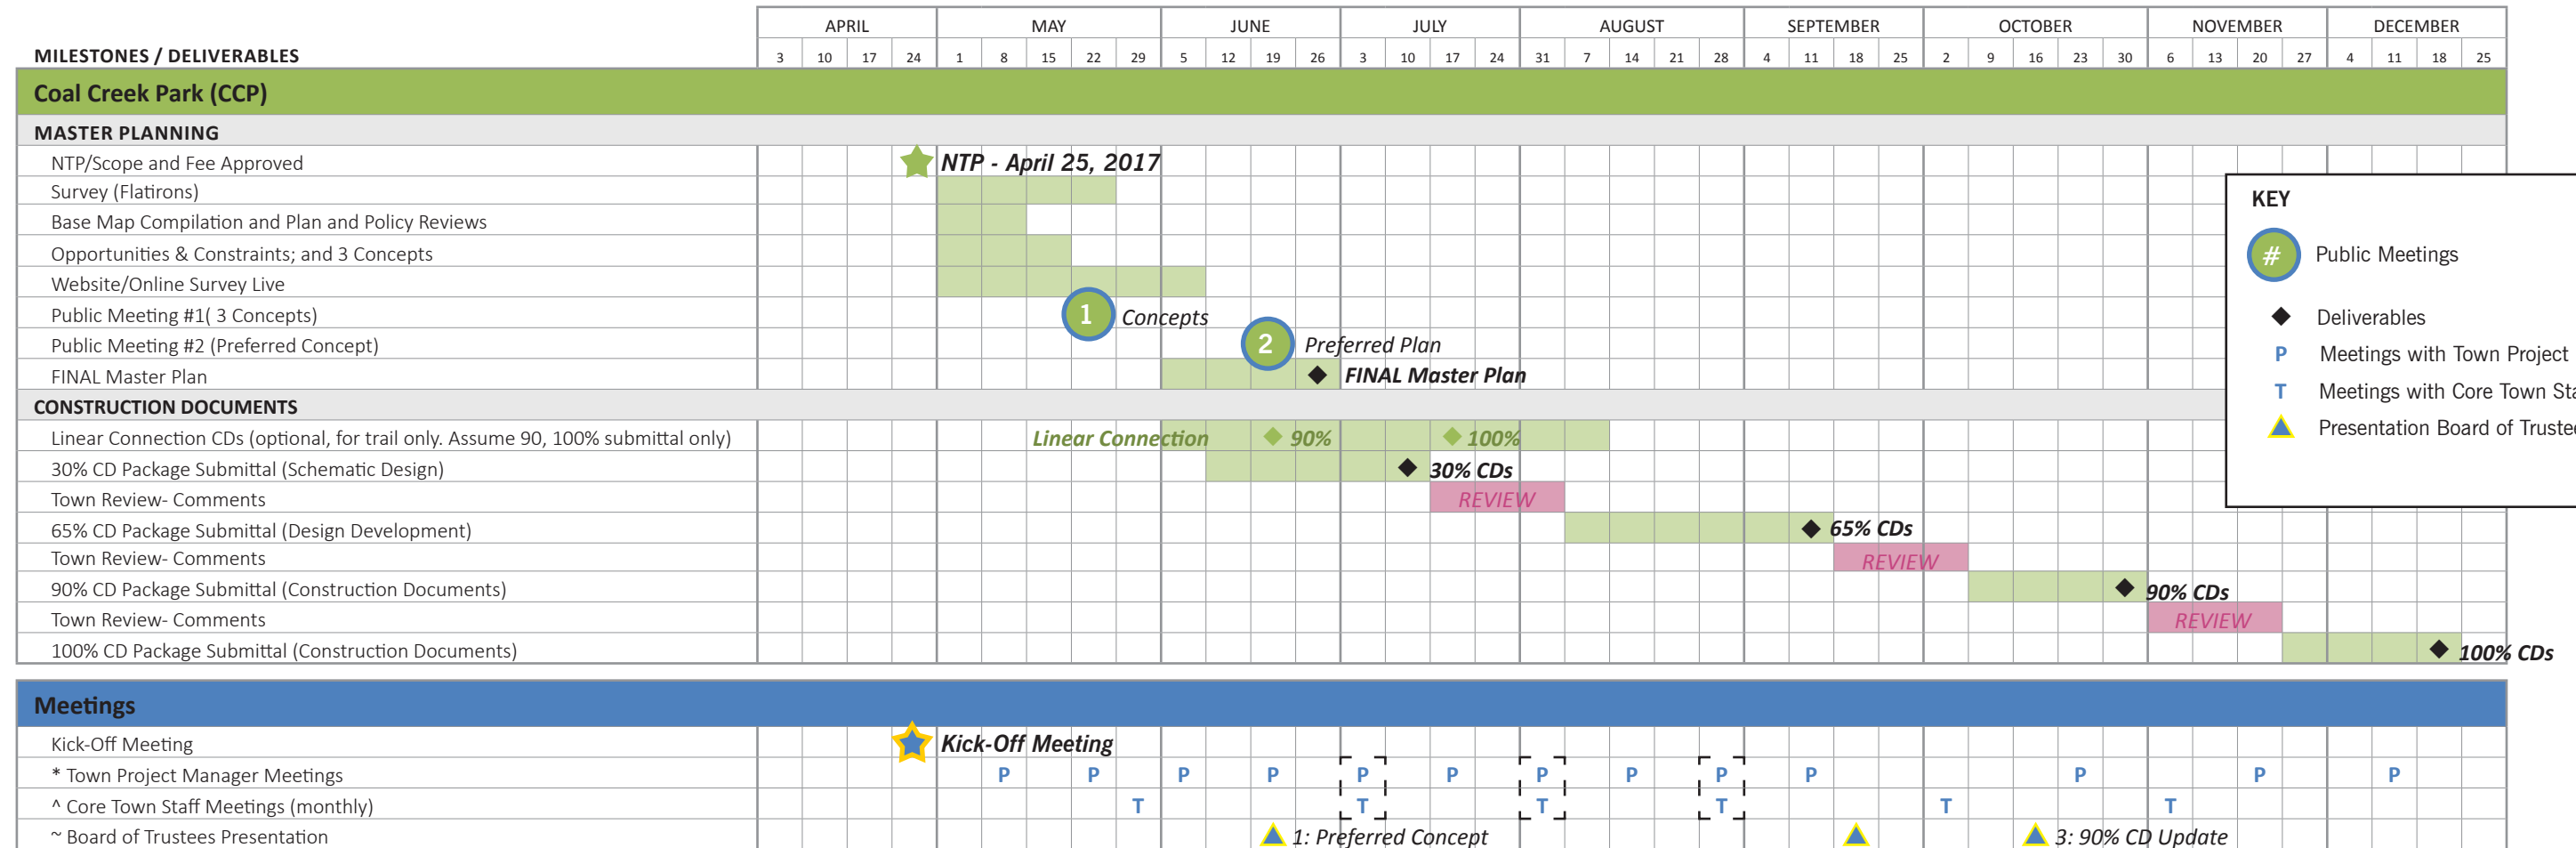 APRIL MAY JUNE JULY AUGUST SEPTEMBER OCTOBER NOVEMBER DECEMBER
MILESTONES / DELIVERABLES 3 10 17 24 1 8 15 22 29 5 12 19 26 3 10 17 24 31 7 14 21 28 4 11 18 25 2 9 16 23 30 6 13 20 27 4 11 18 25
Coal Creek Park (CCP)
MASTER PLANNING
NTP/Scope and Fee Approved NTP - April 25, 2017
Survey (Flatirons)
Base Map Compilation and Plan and Policy Reviews
Opportunities & Constraints; and 3 Concepts
Website/Online Survey Live
Public Meeting #1( 3 Concepts) 1 Concepts
Public Meeting #2 (Preferred Concept) 2 Preferred Plan
FINAL Master Plan FINAL Master Plan
CONSTRUCTION DOCUMENTS
Linear Connection CDs (optional, for trail only. Assume 90, 100% submittal only) Linear Connection 90% 100%
30% CD Package Submittal (Schematic Design) 30% CDs
Town Review- Comments REVIEW
65% CD Package Submittal (Design Development) 65% CDs
Town Review- Comments REVIEW
90% CD Package Submittal (Construction Documents) 90% CDs
Town Review- Comments REVIEW
100% CD Package Submittal (Construction Documents) 100% CDs
KEY
# Public Meetings
Deliverables
P Meetings with Town Project
T Meetings with Core Town Sta
Presentation Board of Trustee
Meetings
Kick-Off Meeting Kick-Off Meeting
* Town Project Manager Meetings P P P P P P P P P P P P P
^ Core Town Staff Meetings (monthly) T T T T T T
~ Board of Trustees Presentation 1: Preferred Concept 3: 90% CD Update